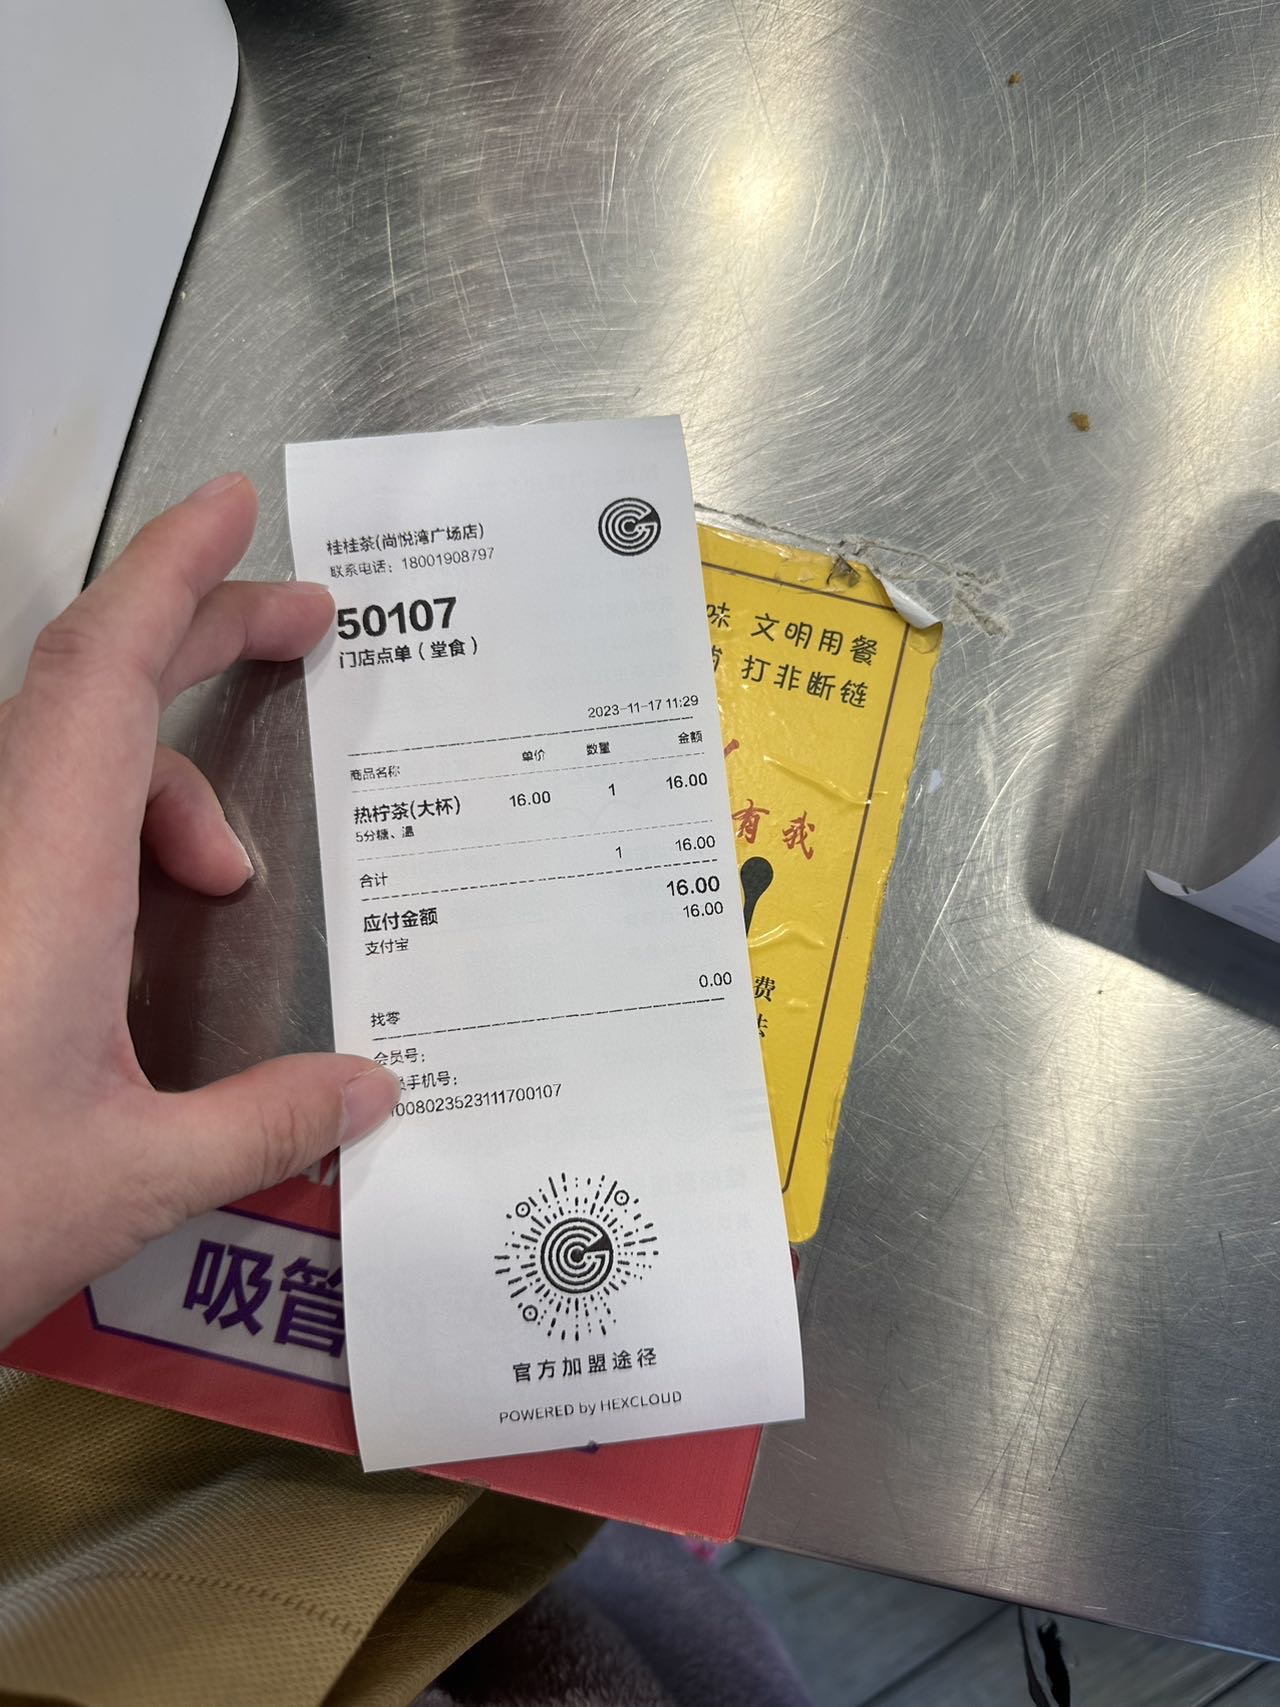 桂桂茶(尚悦湾广场店)
联系电话：18001908797
50107
门店点单（堂食）
2023-11-17 11:29
商品名称 单价 数量 金额
热柠茶(大杯) 16.00 1 16.00
5分糖、温
合计 1 16.00
应付金额 16.00
支付宝 16.00
找零 0.00
会员号：
员手机号：
008023523111700107
官方加盟途径
POWERED by HEXCLOUD
味 文明用餐
打非断链
有我
费
吸管